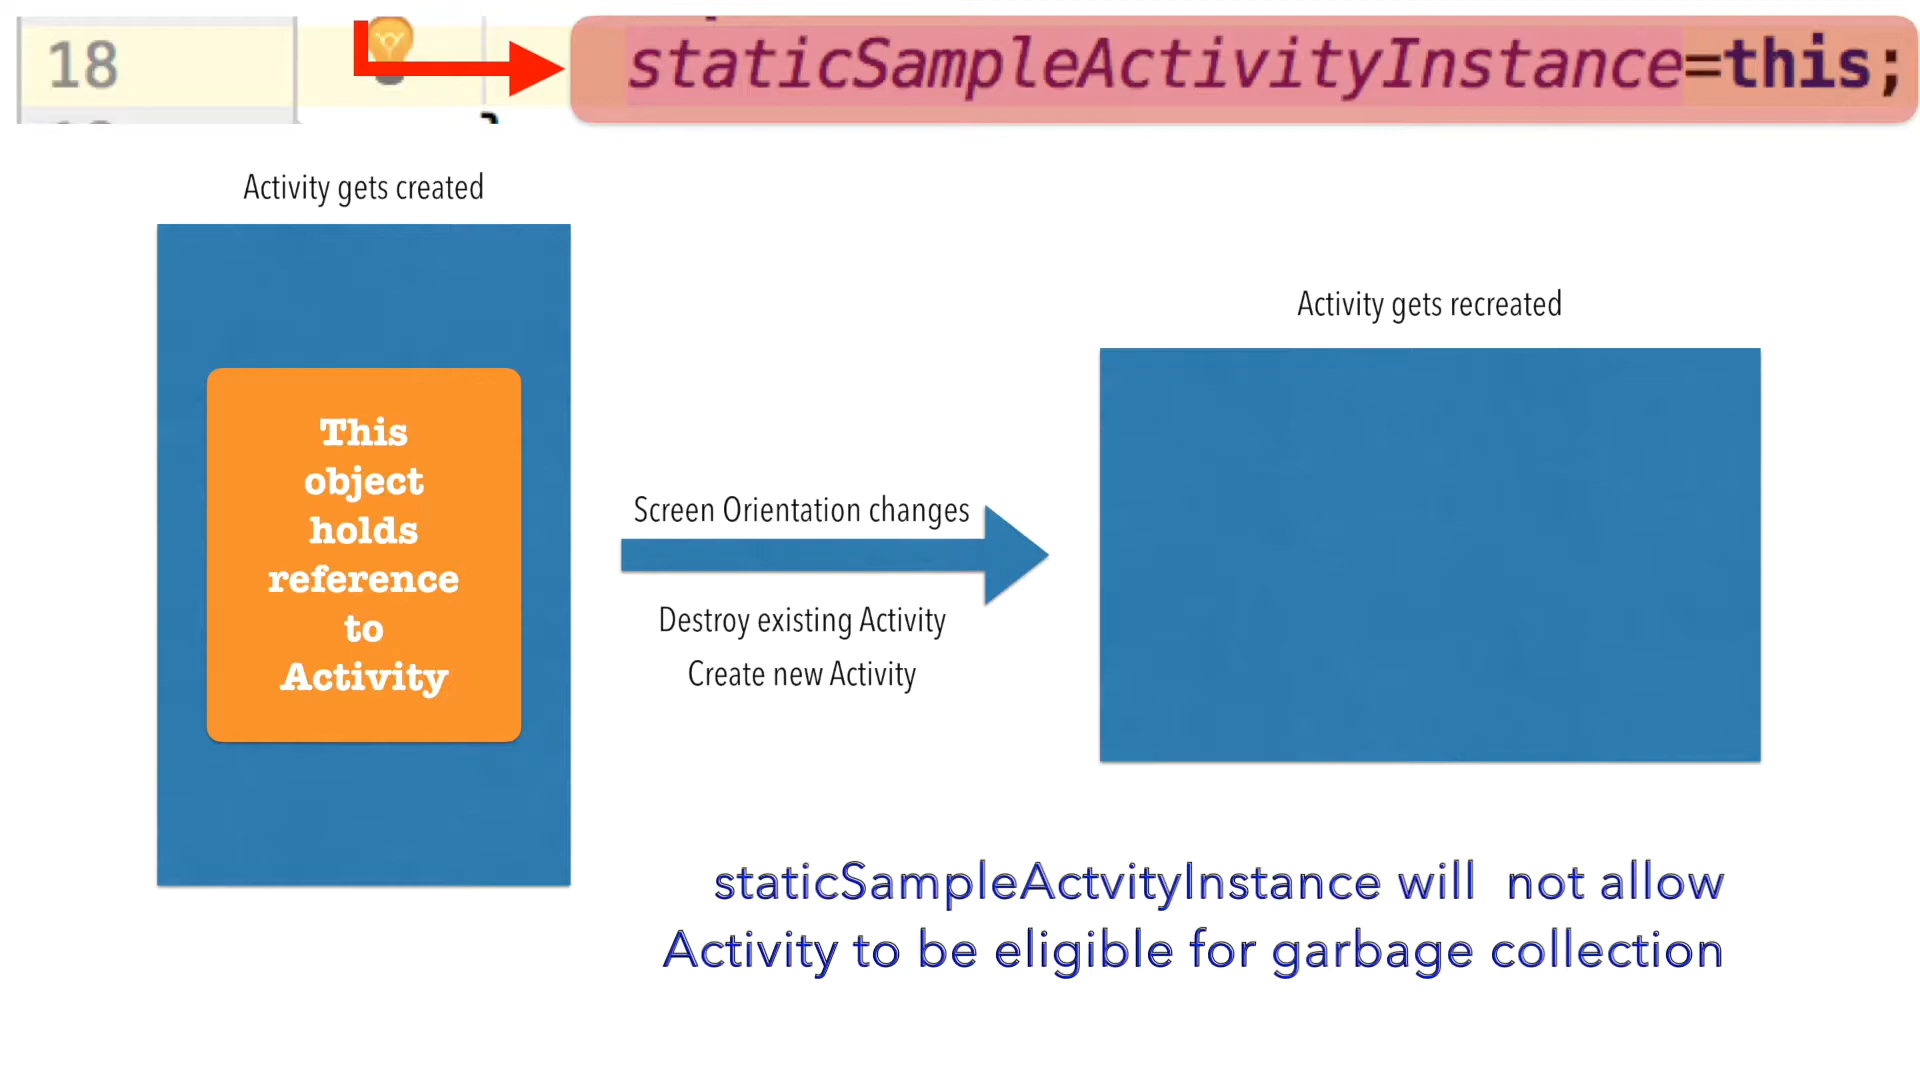 18
staticSampleActivityInstance=this;
Activity gets created
This
object
holds
reference
to
Activity
Screen Orientation changes
Destroy existing Activity
Create new Activity
Activity gets recreated
staticSampleActvityInstance will  not allow
Activity to be eligible for garbage collection